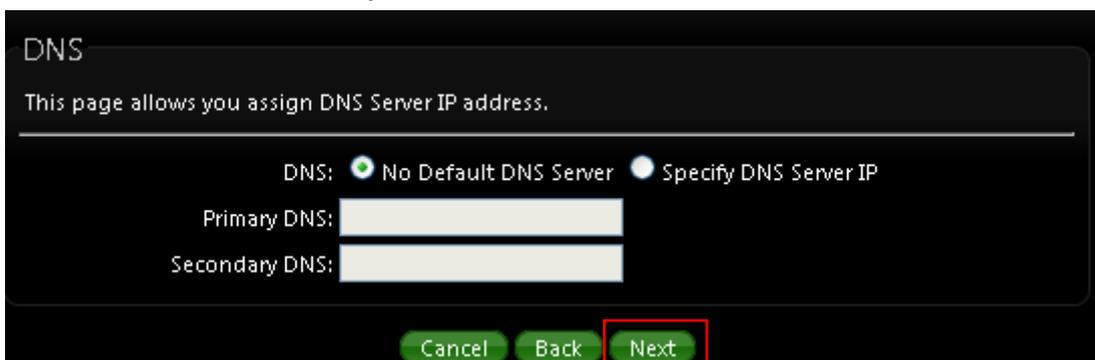 DNS
This page allows you assign DNS Server IP address.
DNS: No Default DNS Server Specify DNS Server IP
Primary DNS:
Secondary DNS:
Cancel Back Next